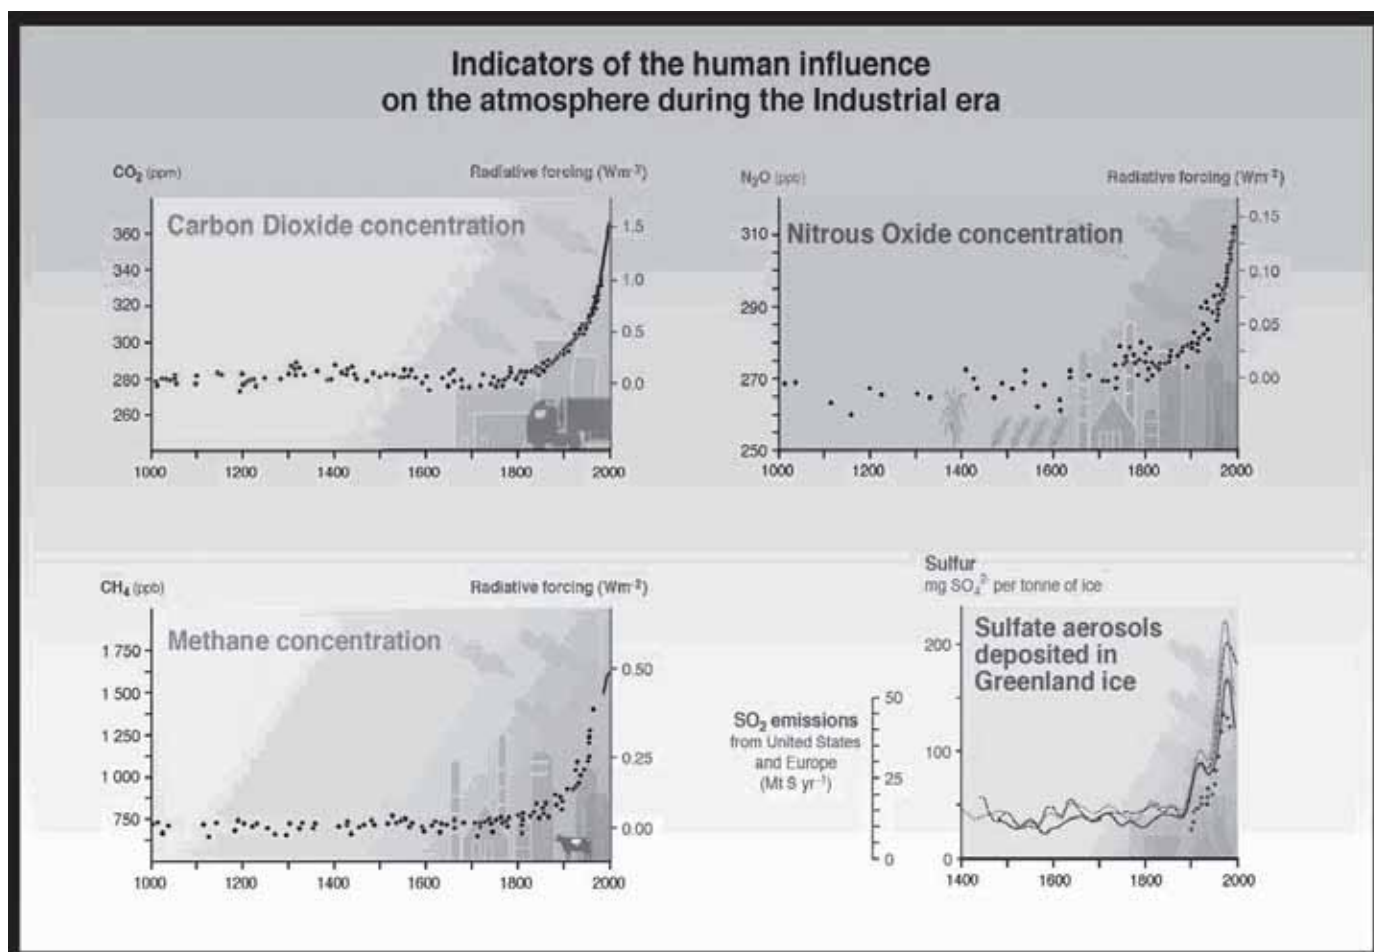 Indicators of the human influence
on the atmosphere during the Industrial era
CO₂ (ppm)
Radiative forcing (Wm⁻²)
Carbon Dioxide concentration
360
340
320
300
280
260
1.5
1.0
0.5
0.0
1000 1200 1400 1600 1800 2000
N₂O (ppb)
Radiative forcing (Wm⁻²)
Nitrous Oxide concentration
310
290
270
250
0.15
0.10
0.05
0.00
1000 1200 1400 1600 1800 2000
CH₄ (ppb)
Radiative forcing (Wm⁻²)
Methane concentration
1 750
1 500
1 250
1 000
750
0.50
0.25
0.00
1000 1200 1400 1600 1800 2000
Sulfur
mg SO₄²⁻ per tonne of ice
Sulfate aerosols
deposited in
Greenland ice
200
100
0
SO₂ emissions
from United States
and Europe
(Mt S yr⁻¹)
50
25
0
1400 1600 1800 2000